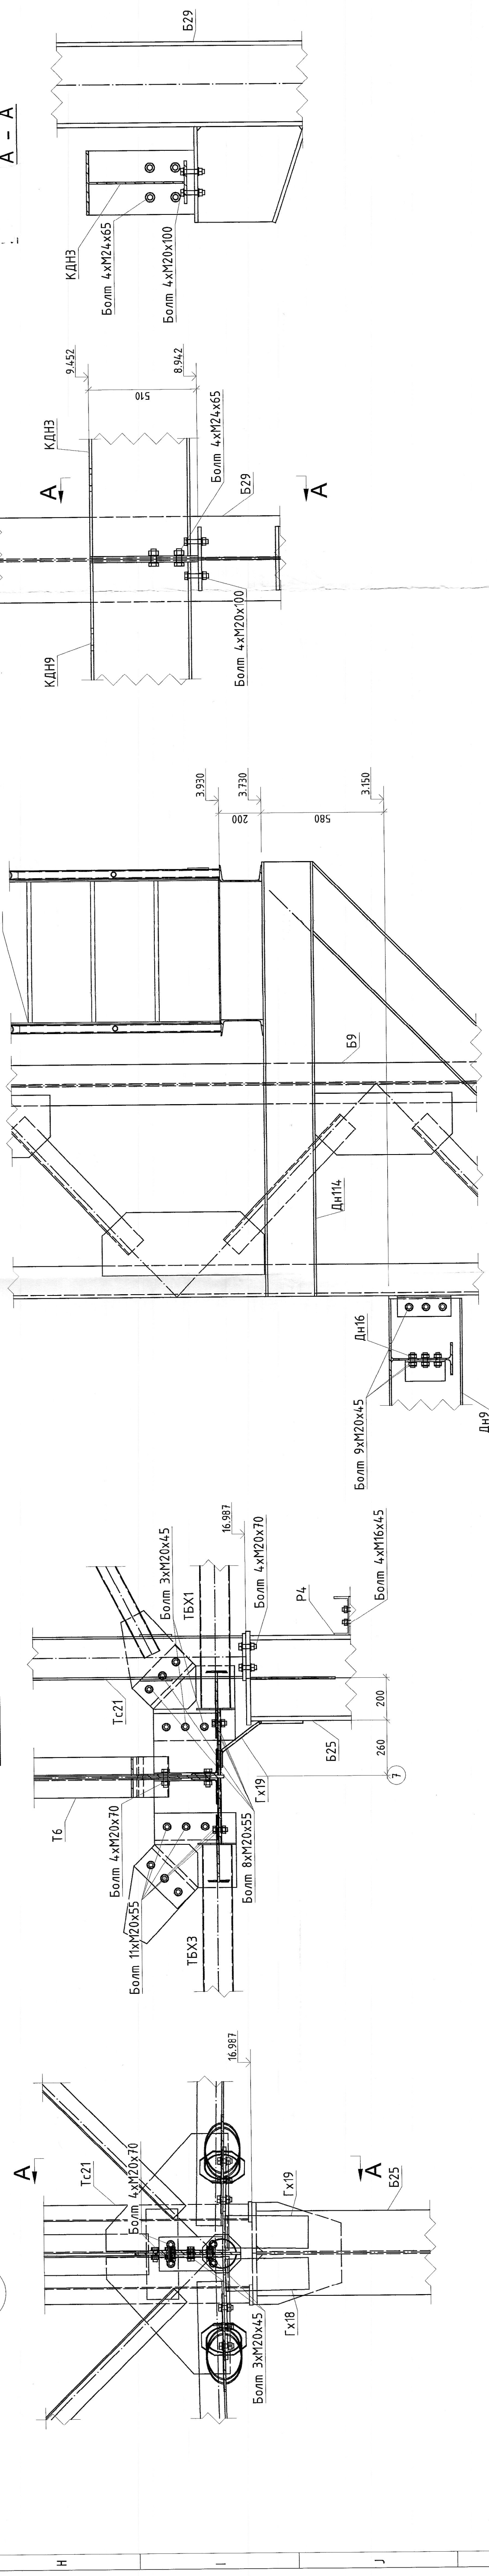 А - А
Б29
КДН3
Болт 4хМ24х65
Болт 4хМ20х100
9.452
8.942
510
КДН3
А
А
Болт 4хМ24х65
Б29
КДН9
Болт 4хМ20х100
3.930
3.730
3.150
200
580
Б9
Дн114
Дн16
Болт 9хМ20х45
Дн9
16.987
Болт 3хМ20х45
ТБХ1
Болт 4хМ20х70
Р4
Болт 4хМ16х45
Тс21
Т6
Болт 4хМ20х70
Болт 11хМ20х55
ТБХ3
Гх19
Болт 8хМ20х55
Б25
200
260
7
16.987
А
А
Тс21
Болт 4хМ20х70
Гх19
Б25
Гх18
Болт 3хМ20х45
H
I
J